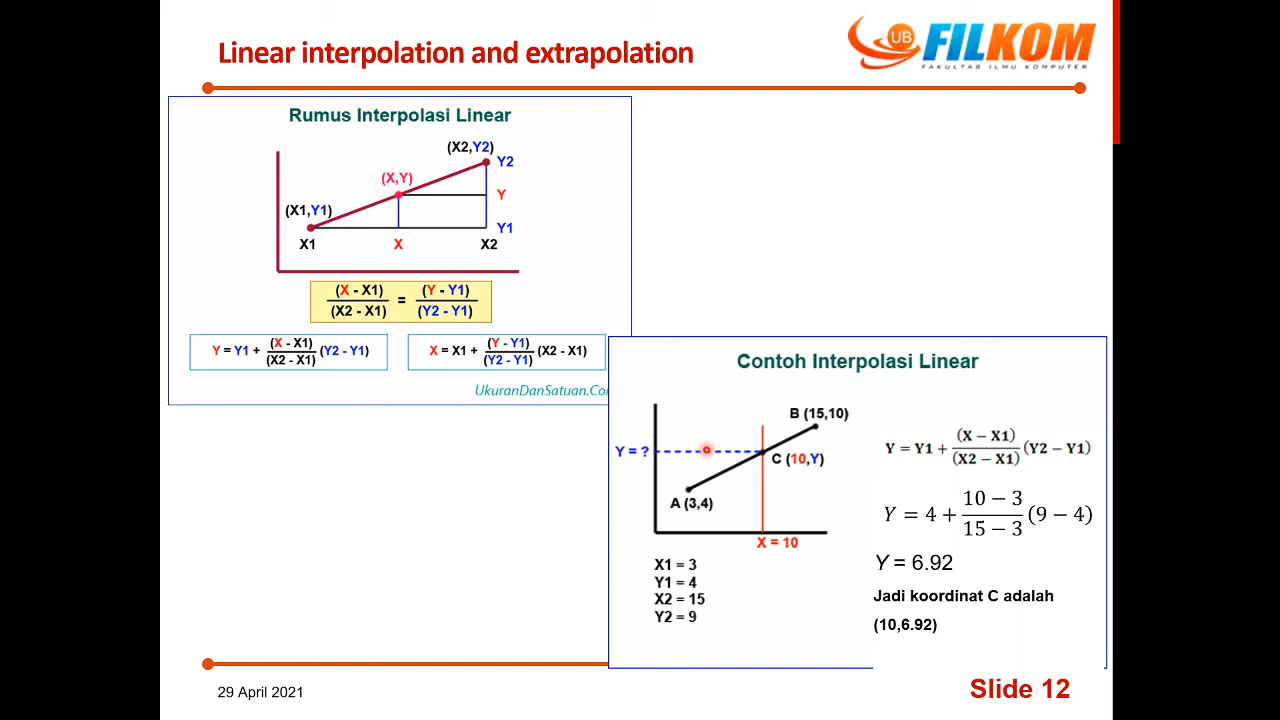 Linear interpolation and extrapolation
UB FILKOM
FAKULTAS ILMU KOMPUTER
Rumus Interpolasi Linear
(X2,Y2)
Y2
(X,Y)
Y
(X1,Y1)
Y1
X1 X X2
(X - X1) / (X2 - X1) = (Y - Y1) / (Y2 - Y1)
Y = Y1 + (X - X1) / (X2 - X1) (Y2 - Y1)
X = X1 + (Y - Y1) / (Y2 - Y1) (X2 - X1)
UkuranDanSatuan.Co
Contoh Interpolasi Linear
B (15,10)
Y = ?
C (10,Y)
A (3,4)
X = 10
X1 = 3
Y1 = 4
X2 = 15
Y2 = 9
Y = Y1 + (X − X1) / (X2 − X1) (Y2 − Y1)
Y = 4 + 10 − 3 / 15 − 3 (9 − 4)
Y = 6.92
Jadi koordinat C adalah
(10,6.92)
29 April 2021
Slide 12